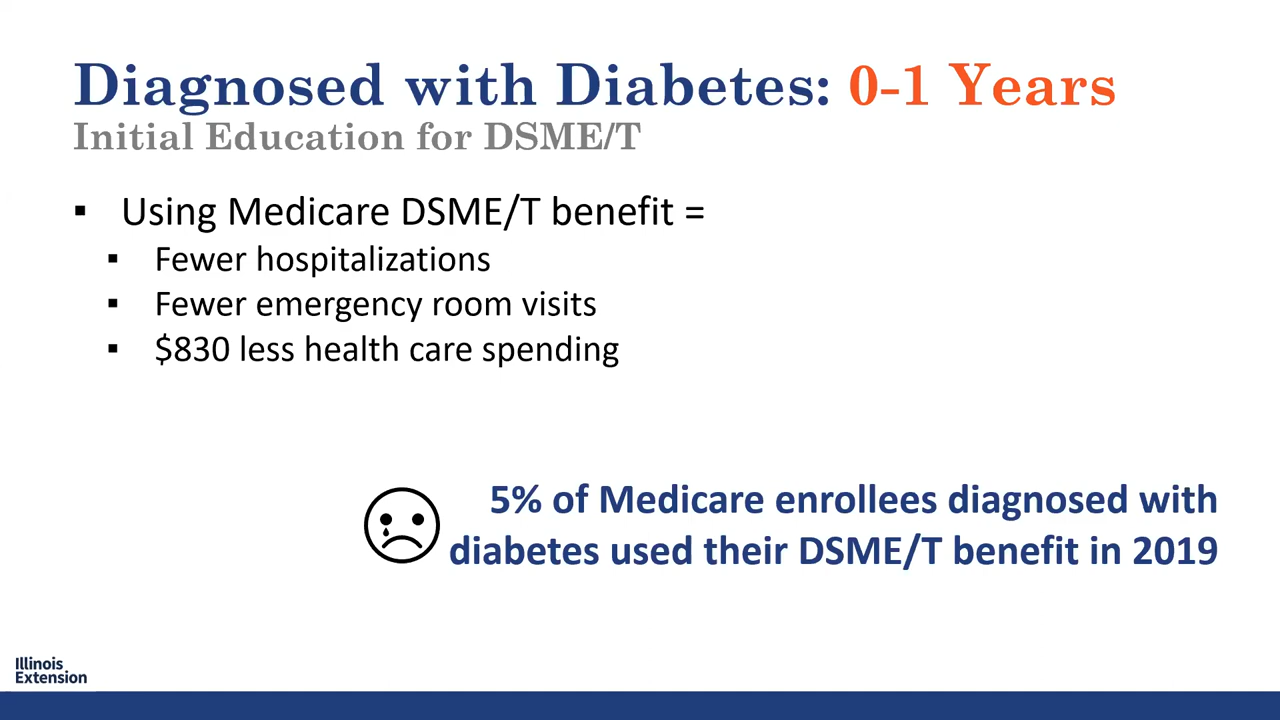 Diagnosed with Diabetes: 0-1 Years
Initial Education for DSME/T
▪ Using Medicare DSME/T benefit =
▪ Fewer hospitalizations
▪ Fewer emergency room visits
▪ $830 less health care spending
5% of Medicare enrollees diagnosed with
diabetes used their DSME/T benefit in 2019
Illinois
Extension